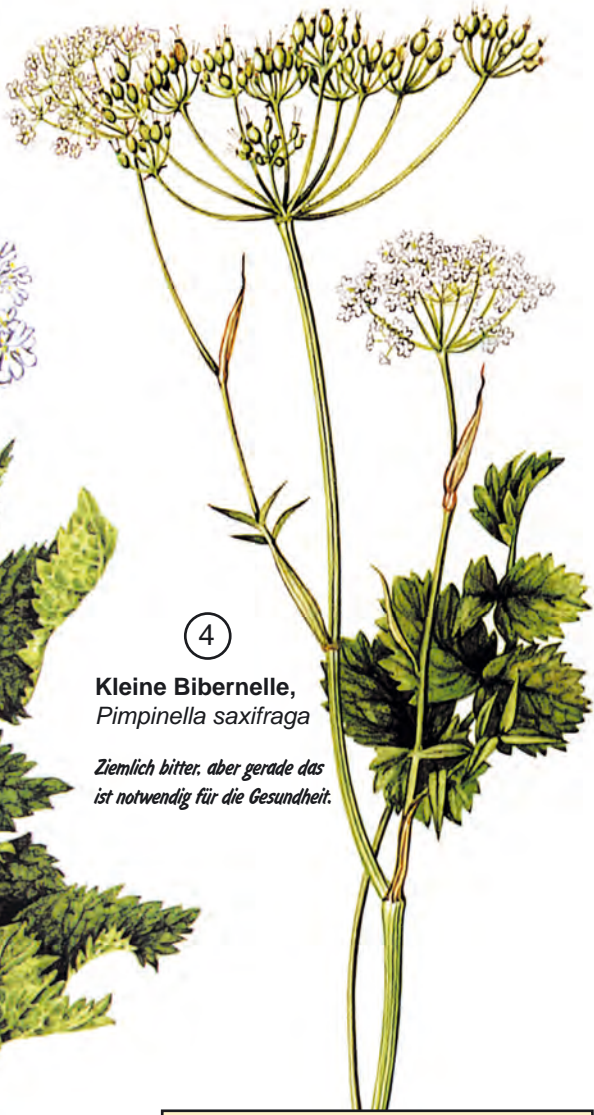 4
Kleine Bibernelle,
Pimpinella saxifraga
Ziemlich bitter, aber gerade das
ist notwendig für die Gesundheit.